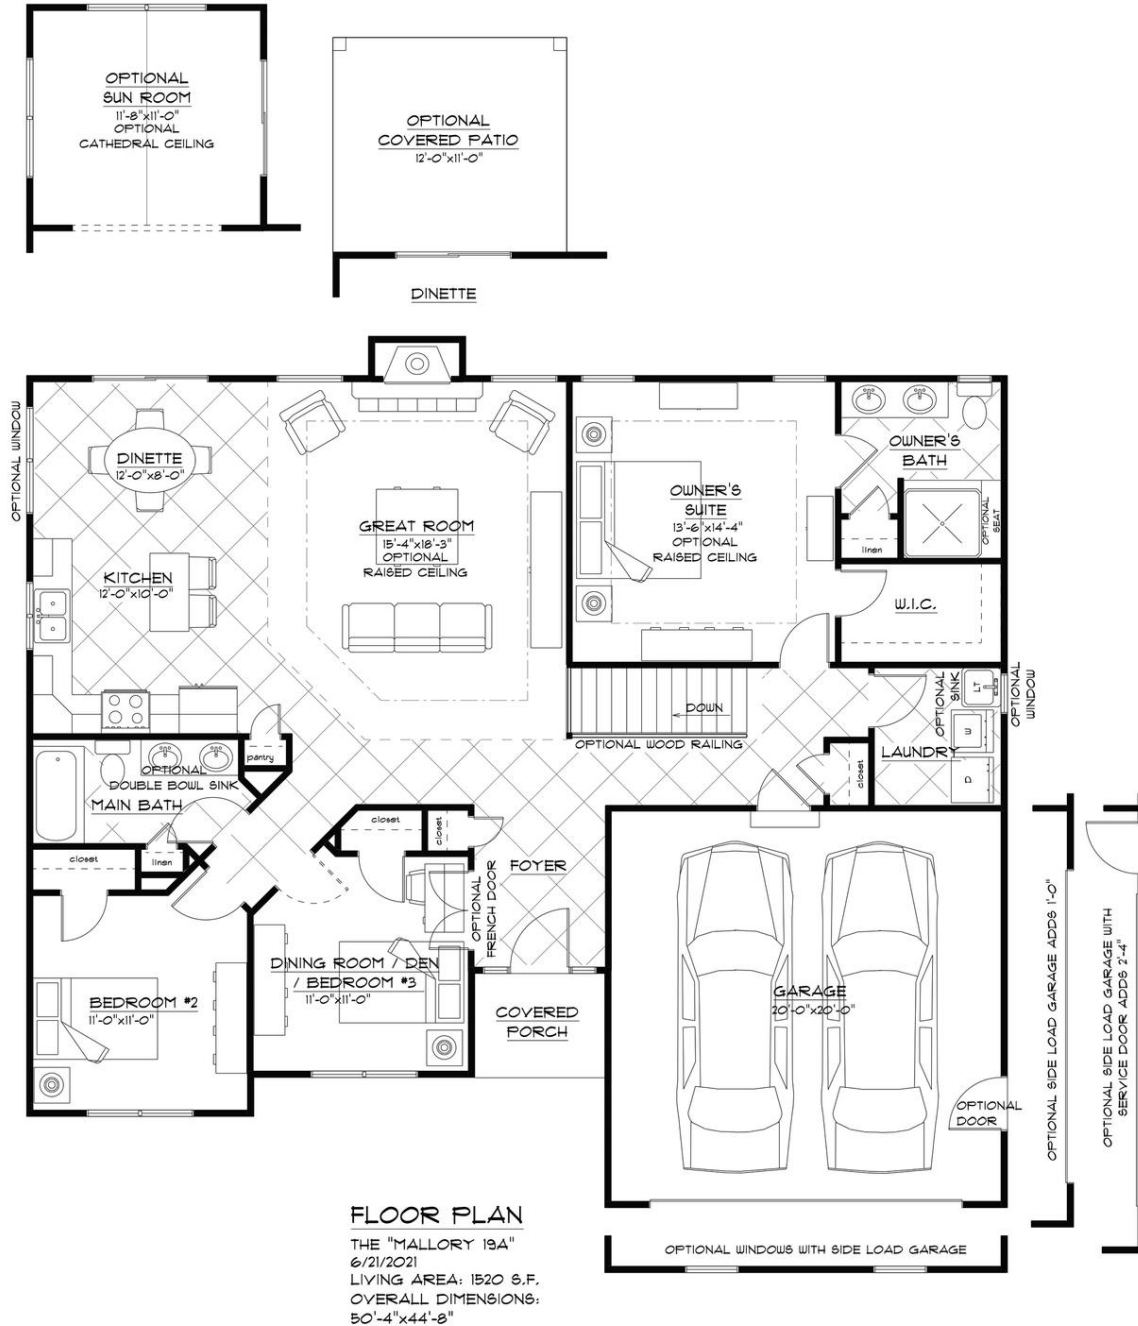 OPTIONAL
SUN ROOM
11'-8"x11'-0"
OPTIONAL
CATHEDRAL CEILING
OPTIONAL
COVERED PATIO
12'-0"x11'-0"
DINETTE
OPTIONAL WINDOW
DINETTE
12'-0"x8'-0"
GREAT ROOM
15'-4"x18'-3"
OPTIONAL
RAISED CEILING
OWNER'S
SUITE
13'-6"x14'-4"
OPTIONAL
RAISED CEILING
OWNER'S
BATH
OPTIONAL
SEAT
linen
KITCHEN
12'-0"x10'-0"
W.I.C.
DOWN
OPTIONAL WOOD RAILING
OPTIONAL
SINK
LT
OPTIONAL
WINDOW
W
LAUNDRY
D
closet
pantry
OPTIONAL
DOUBLE BOWL SINK
MAIN BATH
linen
closet
closet
closet
FOYER
OPTIONAL
FRENCH DOOR
DINING ROOM / DEN
/ BEDROOM #3
11'-0"x11'-0"
BEDROOM #2
11'-0"x11'-0"
COVERED
PORCH
GARAGE
20'-0"x20'-0"
OPTIONAL
DOOR
OPTIONAL SIDE LOAD GARAGE ADDS 1'-0"
OPTIONAL SIDE LOAD GARAGE WITH
SERVICE DOOR ADDS 2'-4"
OPTIONAL WINDOWS WITH SIDE LOAD GARAGE
FLOOR PLAN
THE "MALLORY 19A"
6/21/2021
LIVING AREA: 1520 S.F.
OVERALL DIMENSIONS:
50'-4"x44'-8"